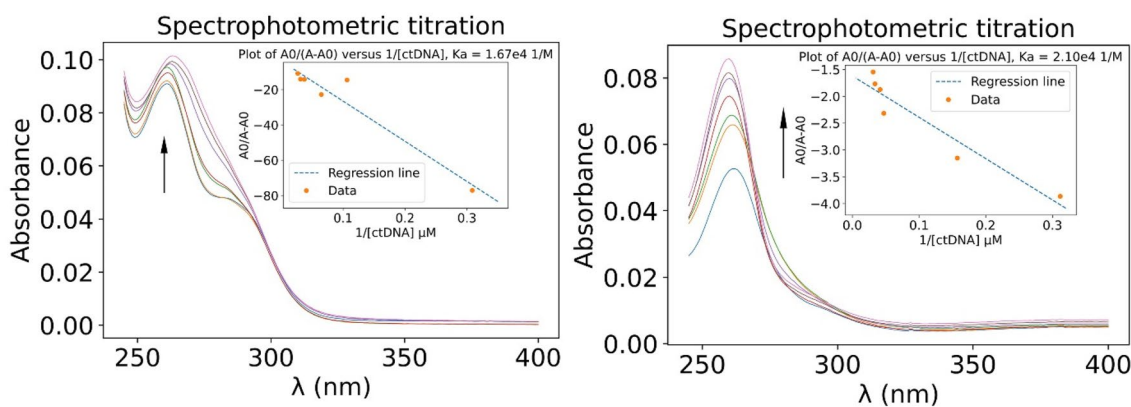 Spectrophotometric titration
Plot of A0/(A-A0) versus 1/[ctDNA], Ka = 1.67e4 1/M
0.10
0.08
0.06
0.04
0.02
0.00
Absorbance
−20
−40
−60
−80
A0/A-A0
Regression line
Data
0.1
0.2
0.3
1/[ctDNA] μM
250
300
350
400
λ (nm)
Spectrophotometric titration
Plot of A0/(A-A0) versus 1/[ctDNA], Ka = 2.10e4 1/M
0.08
0.06
0.04
0.02
0.00
Absorbance
−1.5
−2.0
−2.5
−3.0
−3.5
−4.0
A0/A-A0
Regression line
Data
0.0
0.1
0.2
0.3
1/[ctDNA] μM
250
300
350
400
λ (nm)